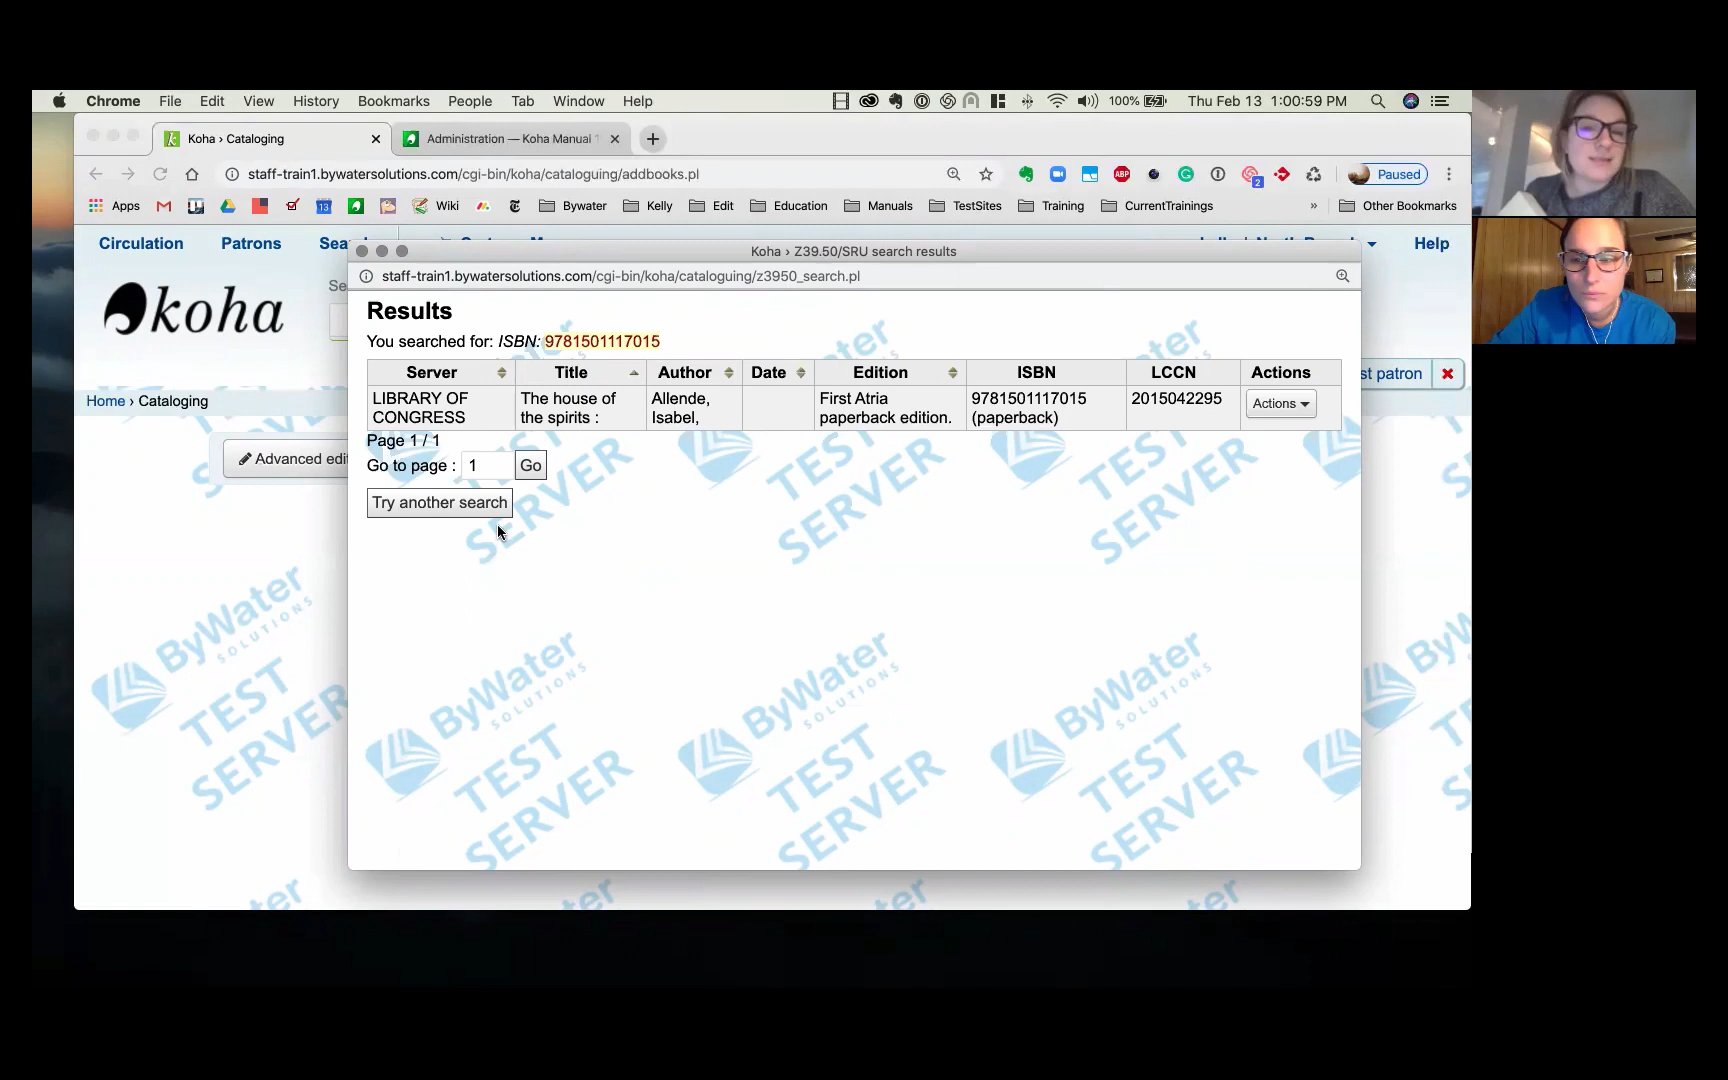 Chrome File Edit View History Bookmarks People Tab Window Help 100% Thu Feb 13 1:00:59 PM
Koha › Cataloging Administration — Koha Manual
staff-train1.bywatersolutions.com/cgi-bin/koha/cataloguing/addbooks.pl ABP 2 Paused
Apps 13 Wiki Bywater Kelly Edit Education Manuals TestSites Training CurrentTrainings » Other Bookmarks
Circulation Patrons Help
Koha › Z39.50/SRU search results
staff-train1.bywatersolutions.com/cgi-bin/koha/cataloguing/z3950_search.pl
koha
Results
You searched for: ISBN: 9781501117015
Server Title Author Date Edition ISBN LCCN Actions
LIBRARY OF The house of Allende, First Atria 9781501117015 2015042295 Actions
CONGRESS the spirits : Isabel, paperback edition. (paperback)
st patron
Home › Cataloging
Page 1 / 1
Advanced edi
Go to page : 1 Go
Try another search
ByWater
SOLUTIONS
TEST
SERVER